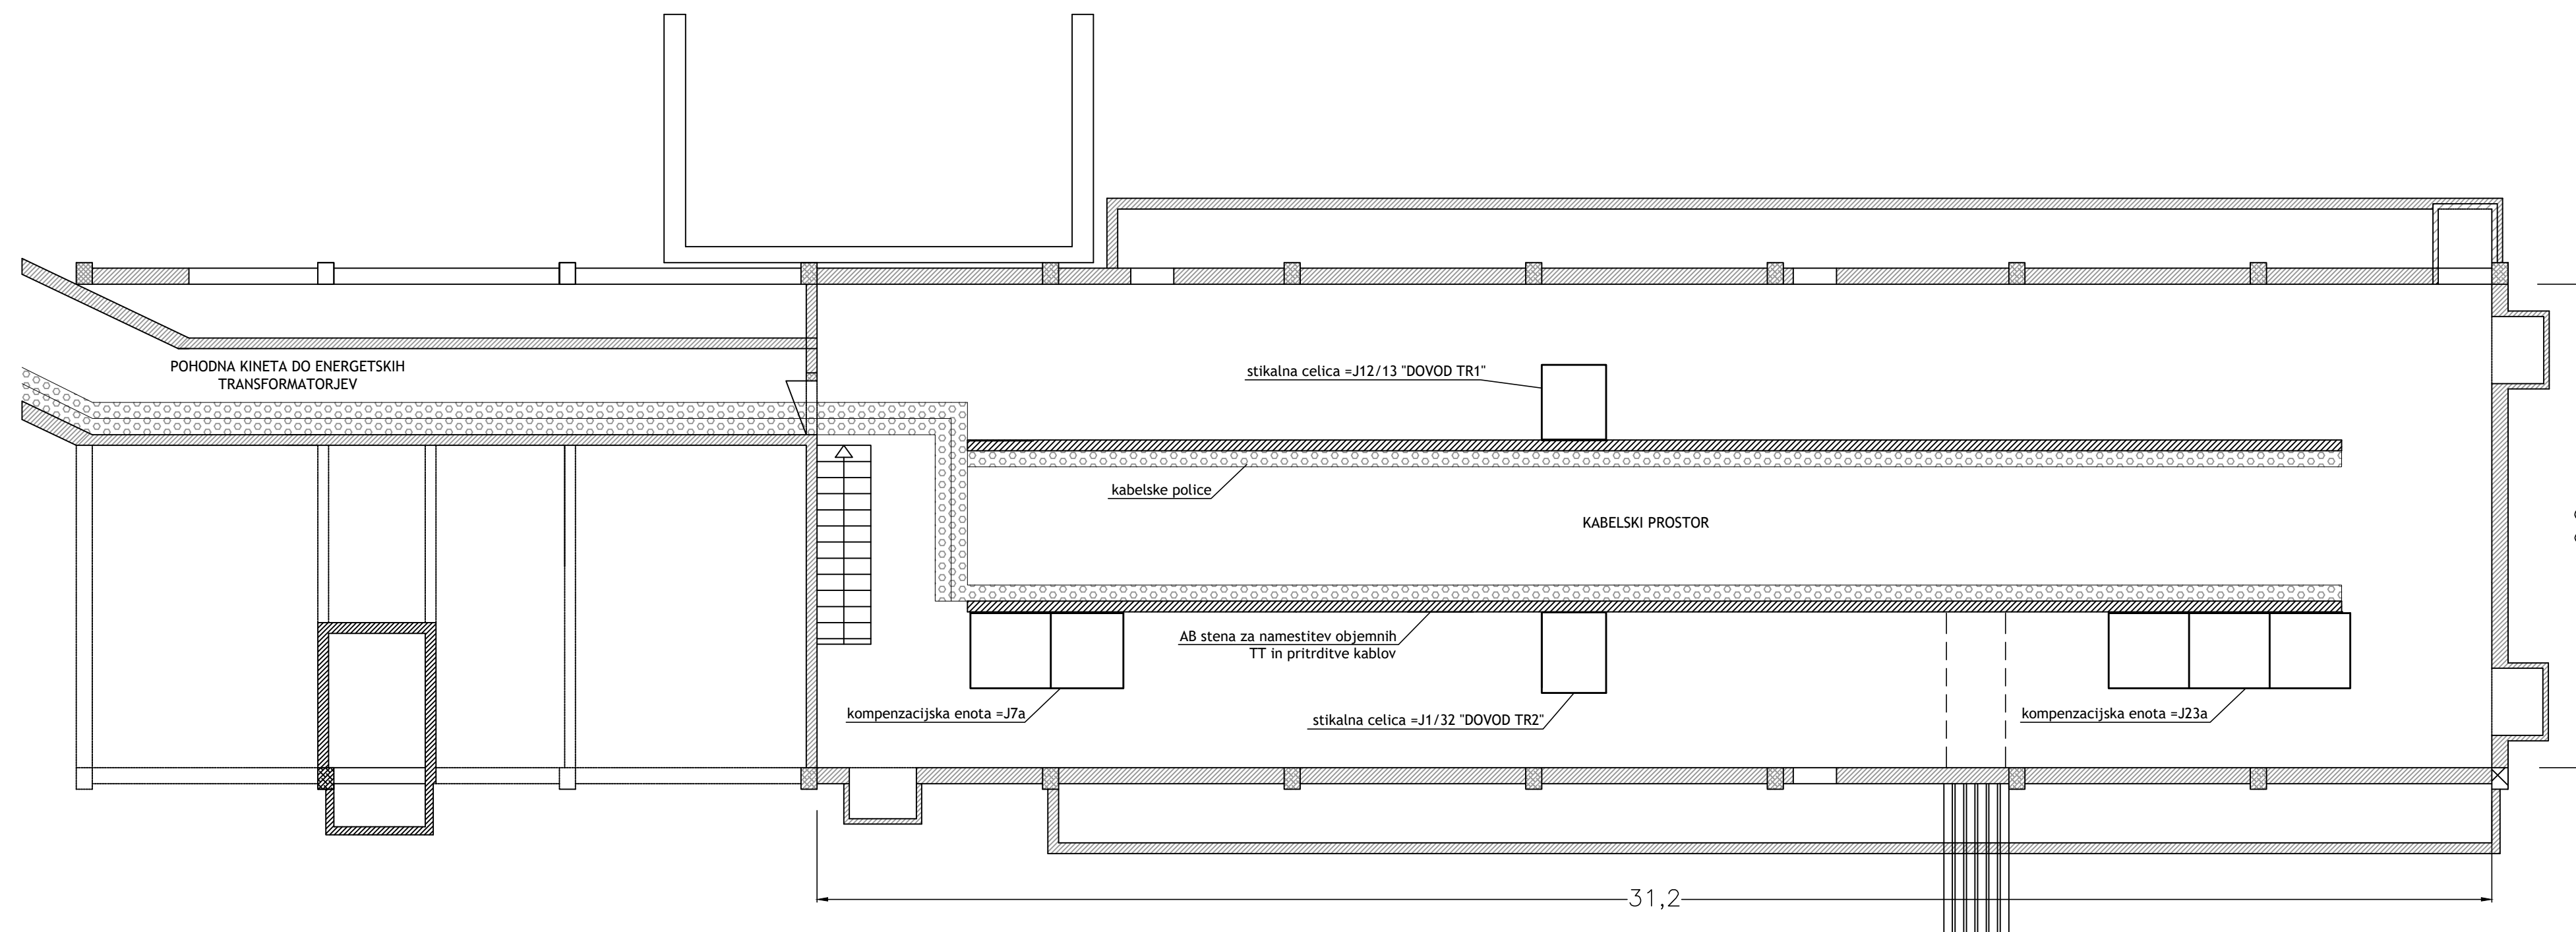 POHODNA KINETA DO ENERGETSKIH
TRANSFORMATORJEV
stikalna celica =J12/13 "DOVOD TR1"
kabelske police
KABELSKI PROSTOR
AB stena za namestitev objemnih
TT in pritrditve kablov
kompenzacijska enota =J7a
stikalna celica =J1/32 "DOVOD TR2"
kompenzacijska enota =J23a
31,2